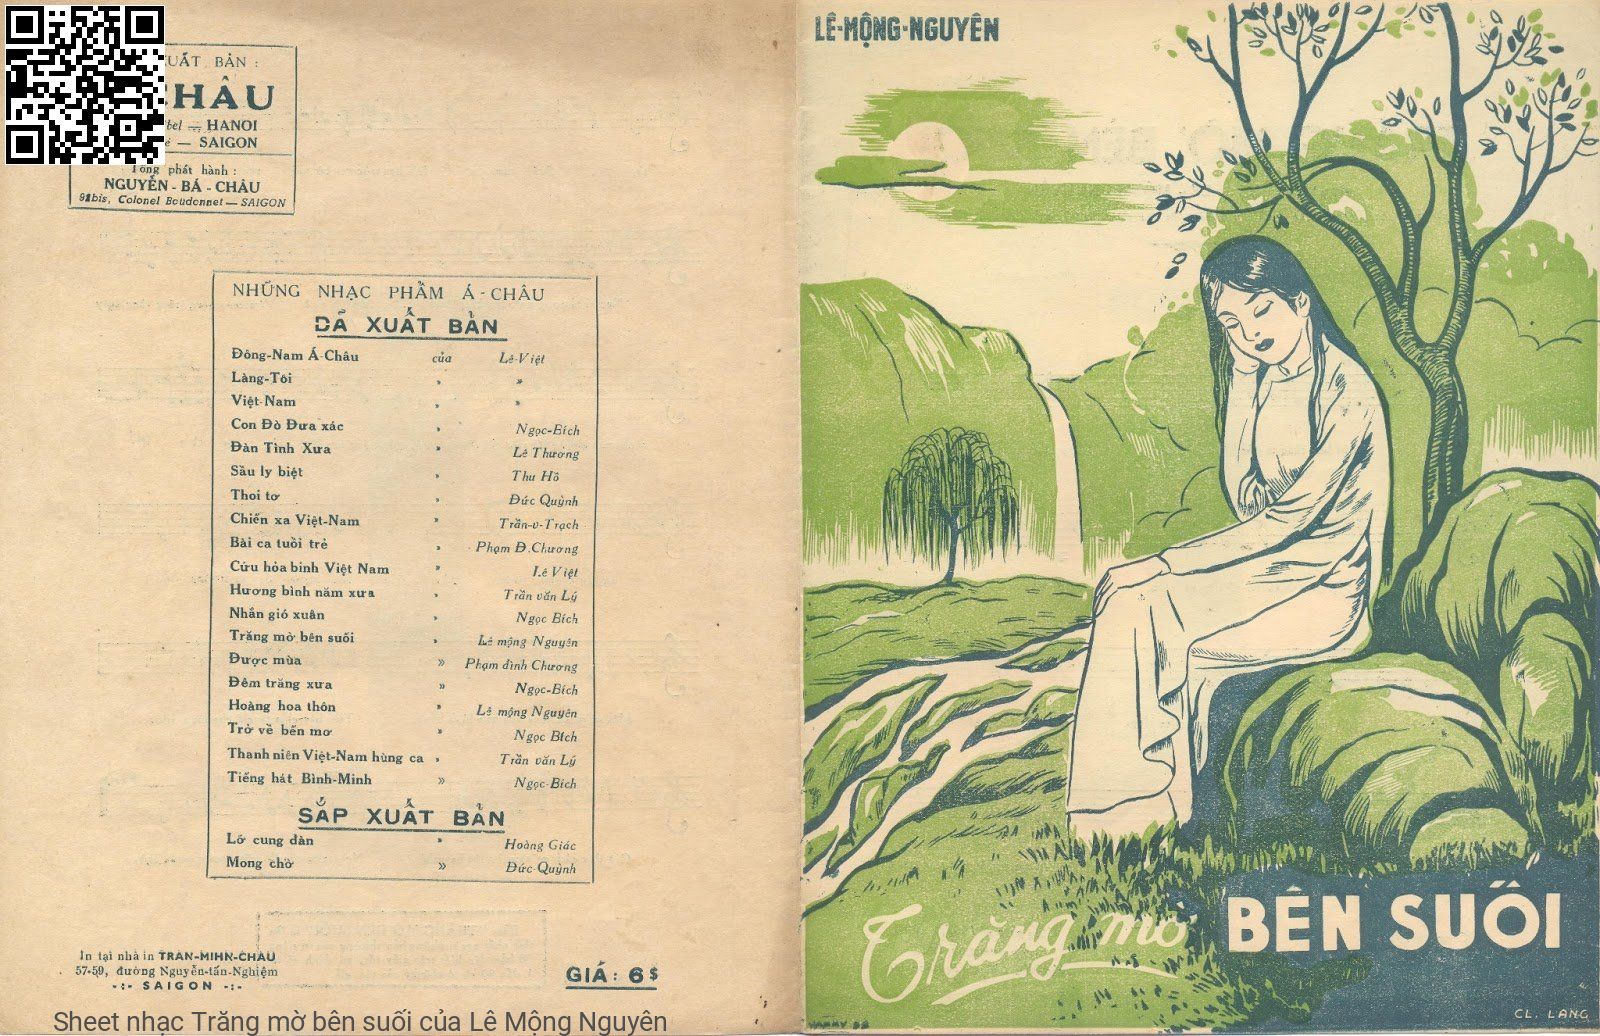 UẤT BẢN :
CHÂU
bel — HANOI
— SAIGON
Tổng phát hành :
NGUYỄN - BÁ - CHÂU
92bis, Colonel Boudonnet — SAIGON
NHỮNG NHẠC PHẨM Á - CHÂU
ĐÃ XUẤT BẢN
Đông-Nam Á-Châu của Lê-Việt
Làng-Tôi " "
Việt-Nam " "
Con Đò Đưa xác " Ngọc-Bích
Đàn Tình Xưa " Lê Thương
Sầu ly biệt " Thu Hồ
Thoi tơ " Đức Quỳnh
Chiến xa Việt-Nam " Trần-v-Trạch
Bài ca tuổi trẻ " Phạm Đ.Chương
Cứu hỏa bình Việt Nam " Lê Việt
Hương bình năm xưa " Trần văn Lý
Nhắn gió xuân " Ngọc Bích
Trăng mờ bên suối " Lê mộng Nguyên
Được mùa » Phạm đình Chương
Đêm trăng xưa » Ngọc-Bích
Hoàng hoa thôn " Lê mộng Nguyên
Trở về bến mơ " Ngọc Bích
Thanh niên Việt-Nam hùng ca " Trần văn Lý
Tiếng hát Bình-Minh » Ngọc-Bích
SẮP XUẤT BẢN
Lỡ cung đàn " Hoàng Giác
Mong chờ » Đức-Quỳnh
In tại nhà in TRAN-MIHN-CHÂU
57-59, đường Nguyễn-tấn-Nghiệm
-:- SAIGON -:-
GIÁ : 6 $
Sheet nhạc Trăng mờ bên suối của Lê Mộng Nguyên
LÊ-MỘNG-NGUYÊN
Trăng mờ BÊN SUỐI
CL. LANG